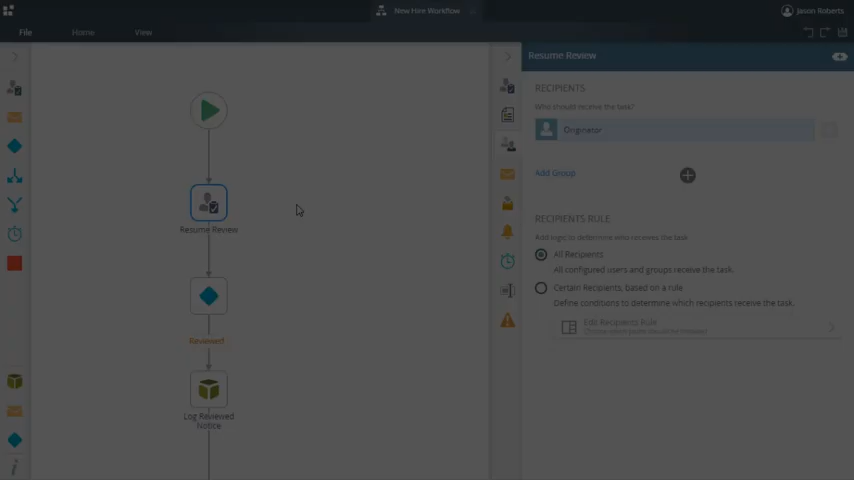 New Hire Workflow
Jason Roberts
File
Home
View
Resume Review
RECIPIENTS
Who should receive the task?
Originator
Add Group
RECIPIENTS RULE
Add logic to determine who receives the task
All Recipients
All configured users and groups receive the task.
Certain Recipients, based on a rule
Define conditions to determine which recipients receive the task.
Edit Recipients Rule
Resume Review
Reviewed
Log Reviewed
Notice